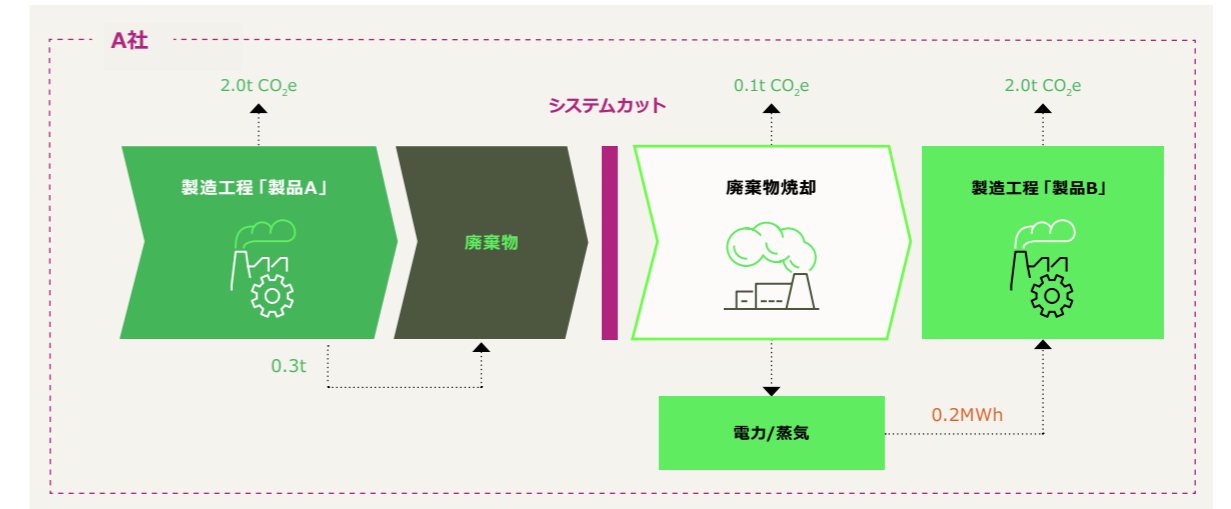 A社
2.0t CO₂e
システムカット
0.1t CO₂e
2.0t CO₂e
製造工程「製品A」
廃棄物
廃棄物焼却
製造工程「製品B」
0.3t
電力/蒸気
0.2MWh